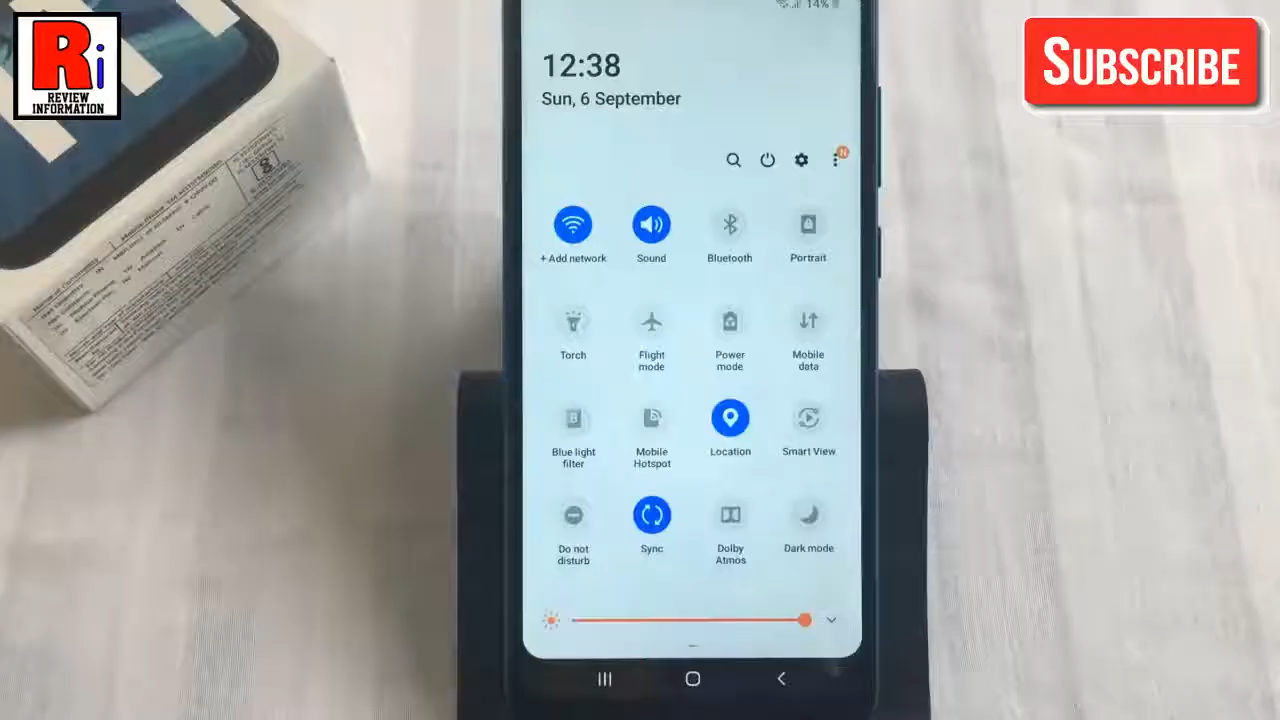 Ri
REVIEW
INFORMATION
SUBSCRIBE
14%
12:38
Sun, 6 September
N
+ Add network
Sound
Bluetooth
Portrait
Torch
Flight
mode
Power
mode
Mobile
data
Blue light
filter
Mobile
Hotspot
Location
Smart View
Do not
disturb
Sync
Dolby
Atmos
Dark mode